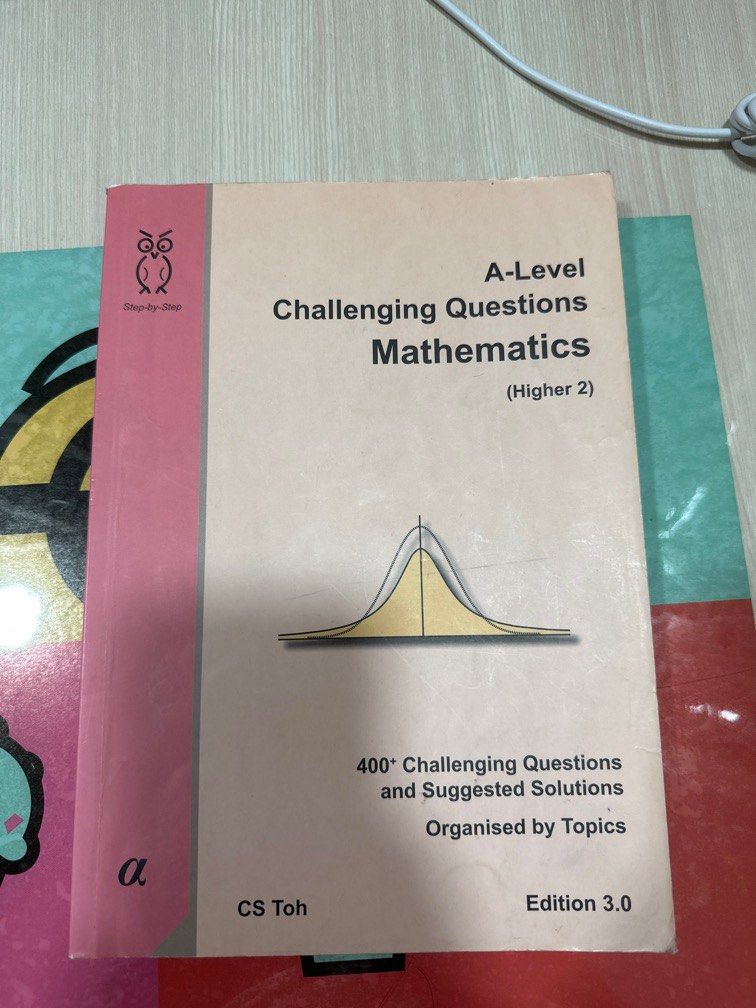 Step-by-Step
A-Level
Challenging Questions
Mathematics
(Higher 2)
400⁺ Challenging Questions
and Suggested Solutions
Organised by Topics
α
CS Toh
Edition 3.0